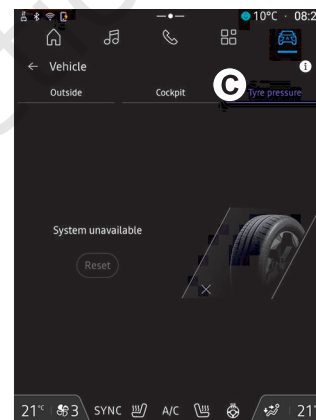 10°C · 08:2
← Vehicle
Outside Cockpit C Tyre pressure
System unavailable
Reset
21°C 3 SYNC A/C 21°